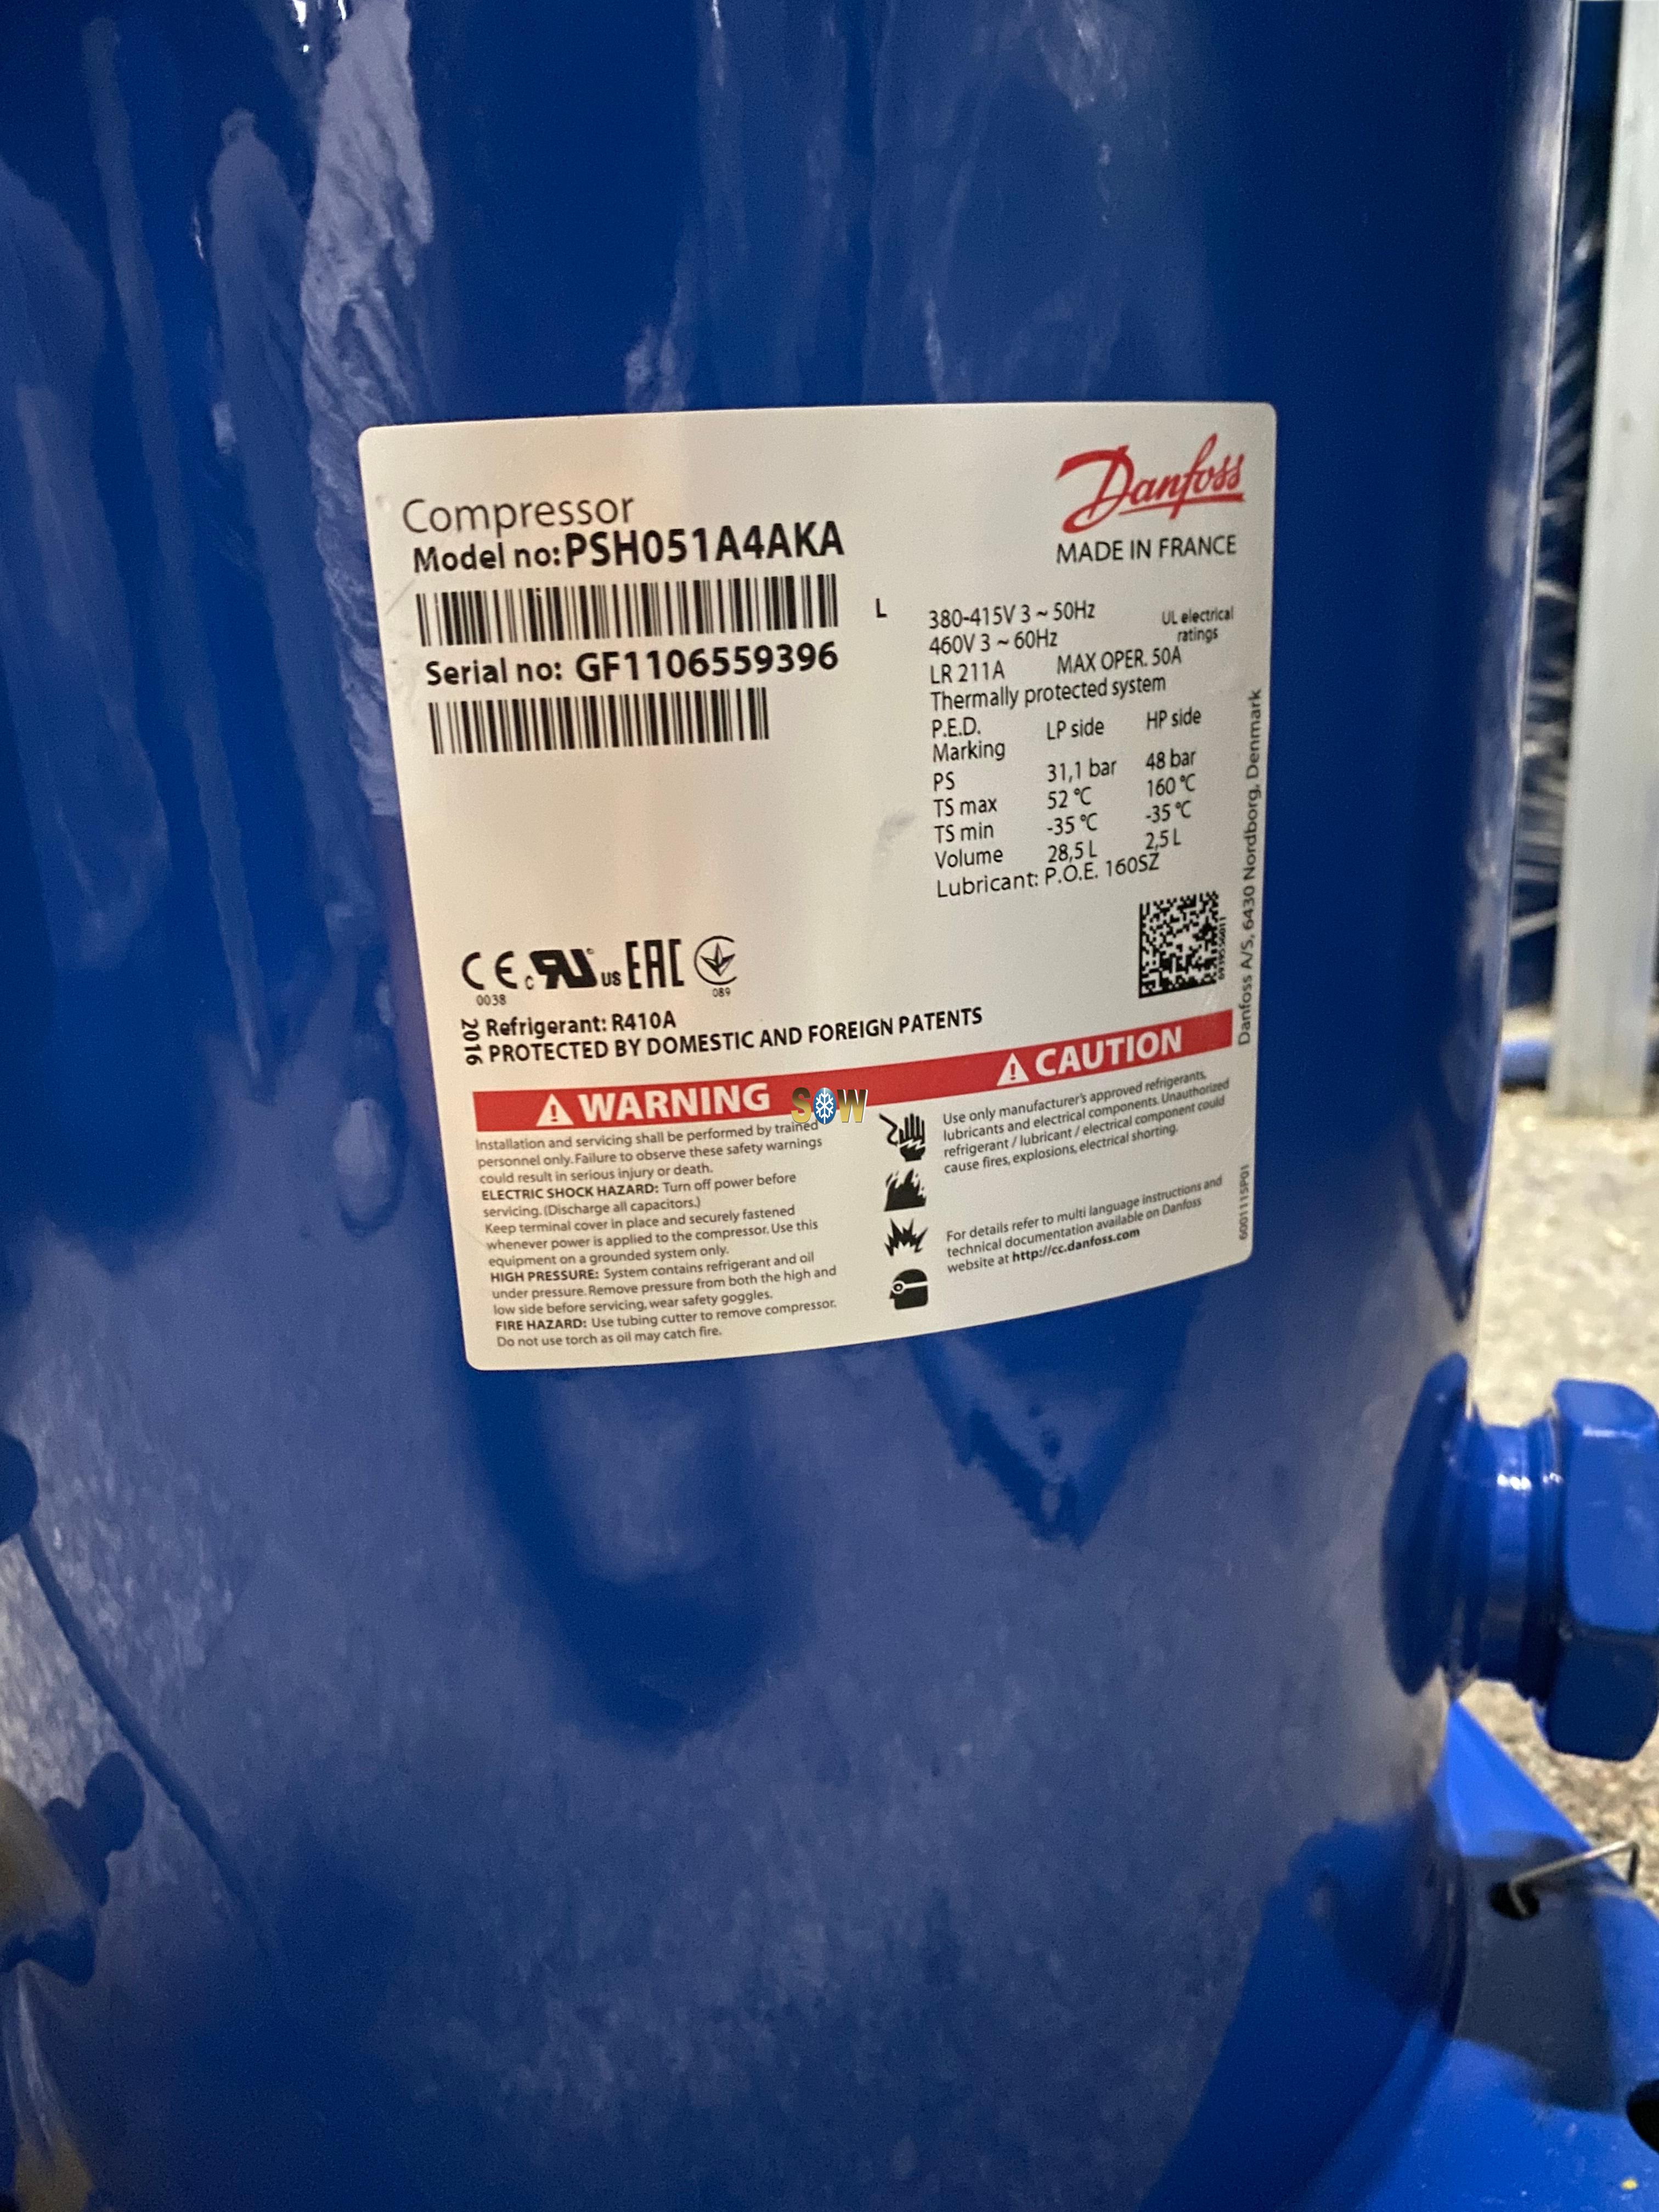 Danfoss
MADE IN FRANCE
Compressor
Model no: PSH051A4AKA
Serial no: GF1106559396
L
380-415V 3 ~ 50Hz
460V 3 ~ 60Hz
UL electrical
ratings
LR 211A MAX OPER. 50A
Thermally protected system
P.E.D.
Marking LP side HP side
PS 31,1 bar 48 bar
TS max 52 °C 160 °C
TS min -35 °C -35 °C
Volume 28,5 L 2,5 L
Lubricant: P.O.E. 160SZ
Danfoss A/S, 6430 Nordborg, Denmark
CE
0038
c RU us
EAC
089
2016
Refrigerant: R410A
PROTECTED BY DOMESTIC AND FOREIGN PATENTS
WARNING
SOW
CAUTION
Installation and servicing shall be performed by trained
personnel only. Failure to observe these safety warnings
could result in serious injury or death.
ELECTRIC SHOCK HAZARD: Turn off power before
servicing. (Discharge all capacitors.)
Keep terminal cover in place and securely fastened
whenever power is applied to the compressor. Use this
equipment on a grounded system only.
HIGH PRESSURE: System contains refrigerant and oil
under pressure. Remove pressure from both the high and
low side before servicing, wear safety goggles.
FIRE HAZARD: Use tubing cutter to remove compressor.
Do not use torch as oil may catch fire.
Use only manufacturer's approved refrigerants,
lubricants and electrical components. Unauthorized
refrigerant / lubricant / electrical component could
cause fires, explosions, electrical shorting.
For details refer to multi language instructions and
technical documentation available on Danfoss
website at http://cc.danfoss.com
6001115P01